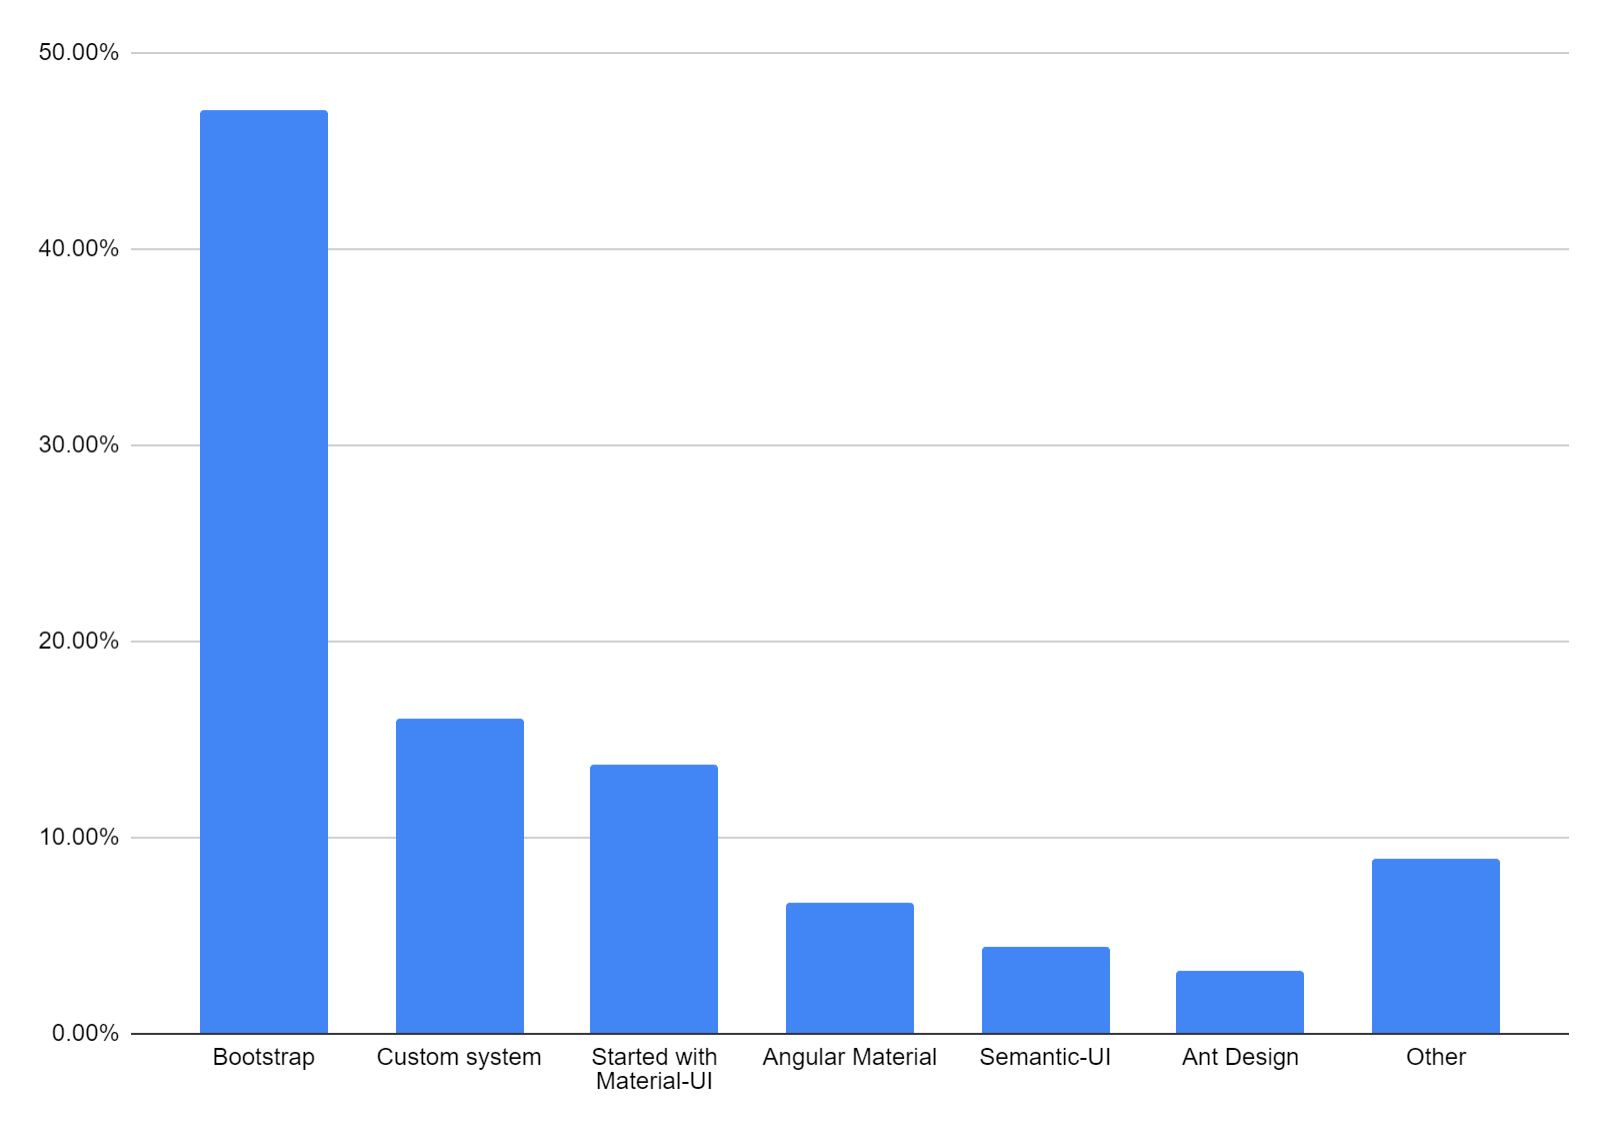 50.00%
40.00%
30.00%
20.00%
10.00%
0.00%
Bootstrap
Custom system
Started with
Material-UI
Angular Material
Semantic-UI
Ant Design
Other